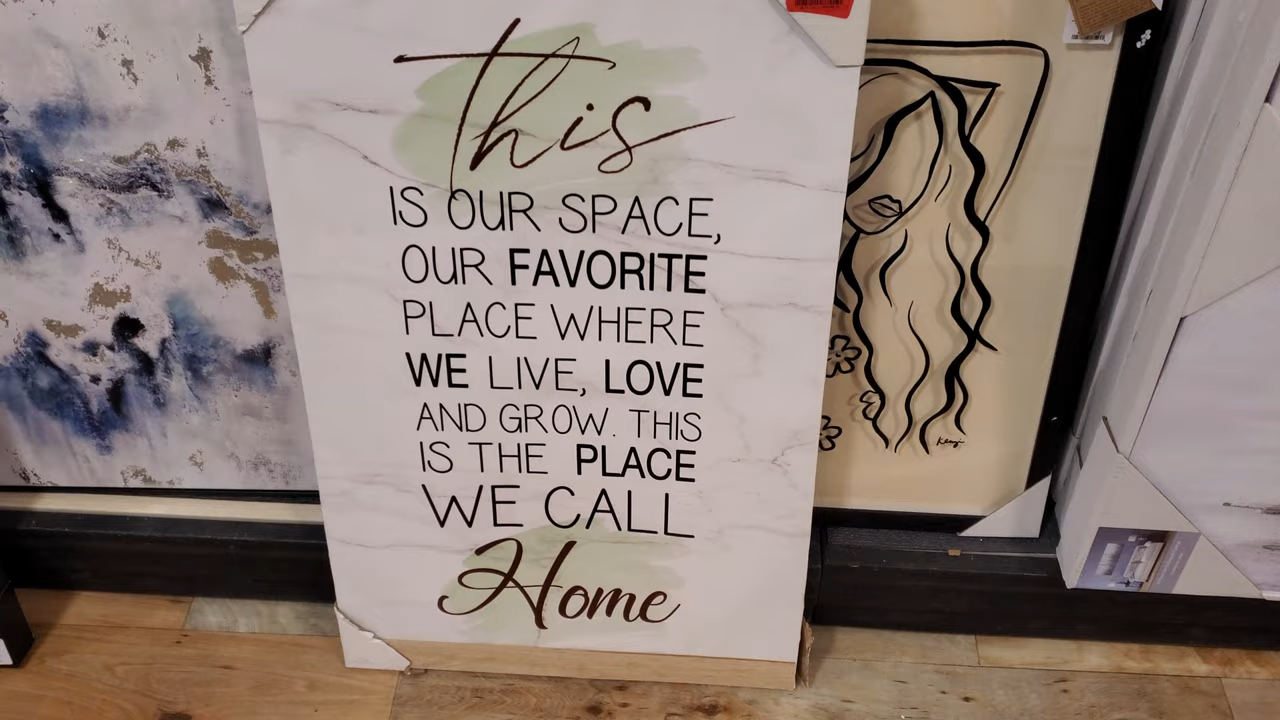 this
IS OUR SPACE,
OUR FAVORITE
PLACE WHERE
WE LIVE, LOVE
AND GROW. THIS
IS THE PLACE
WE CALL
Home